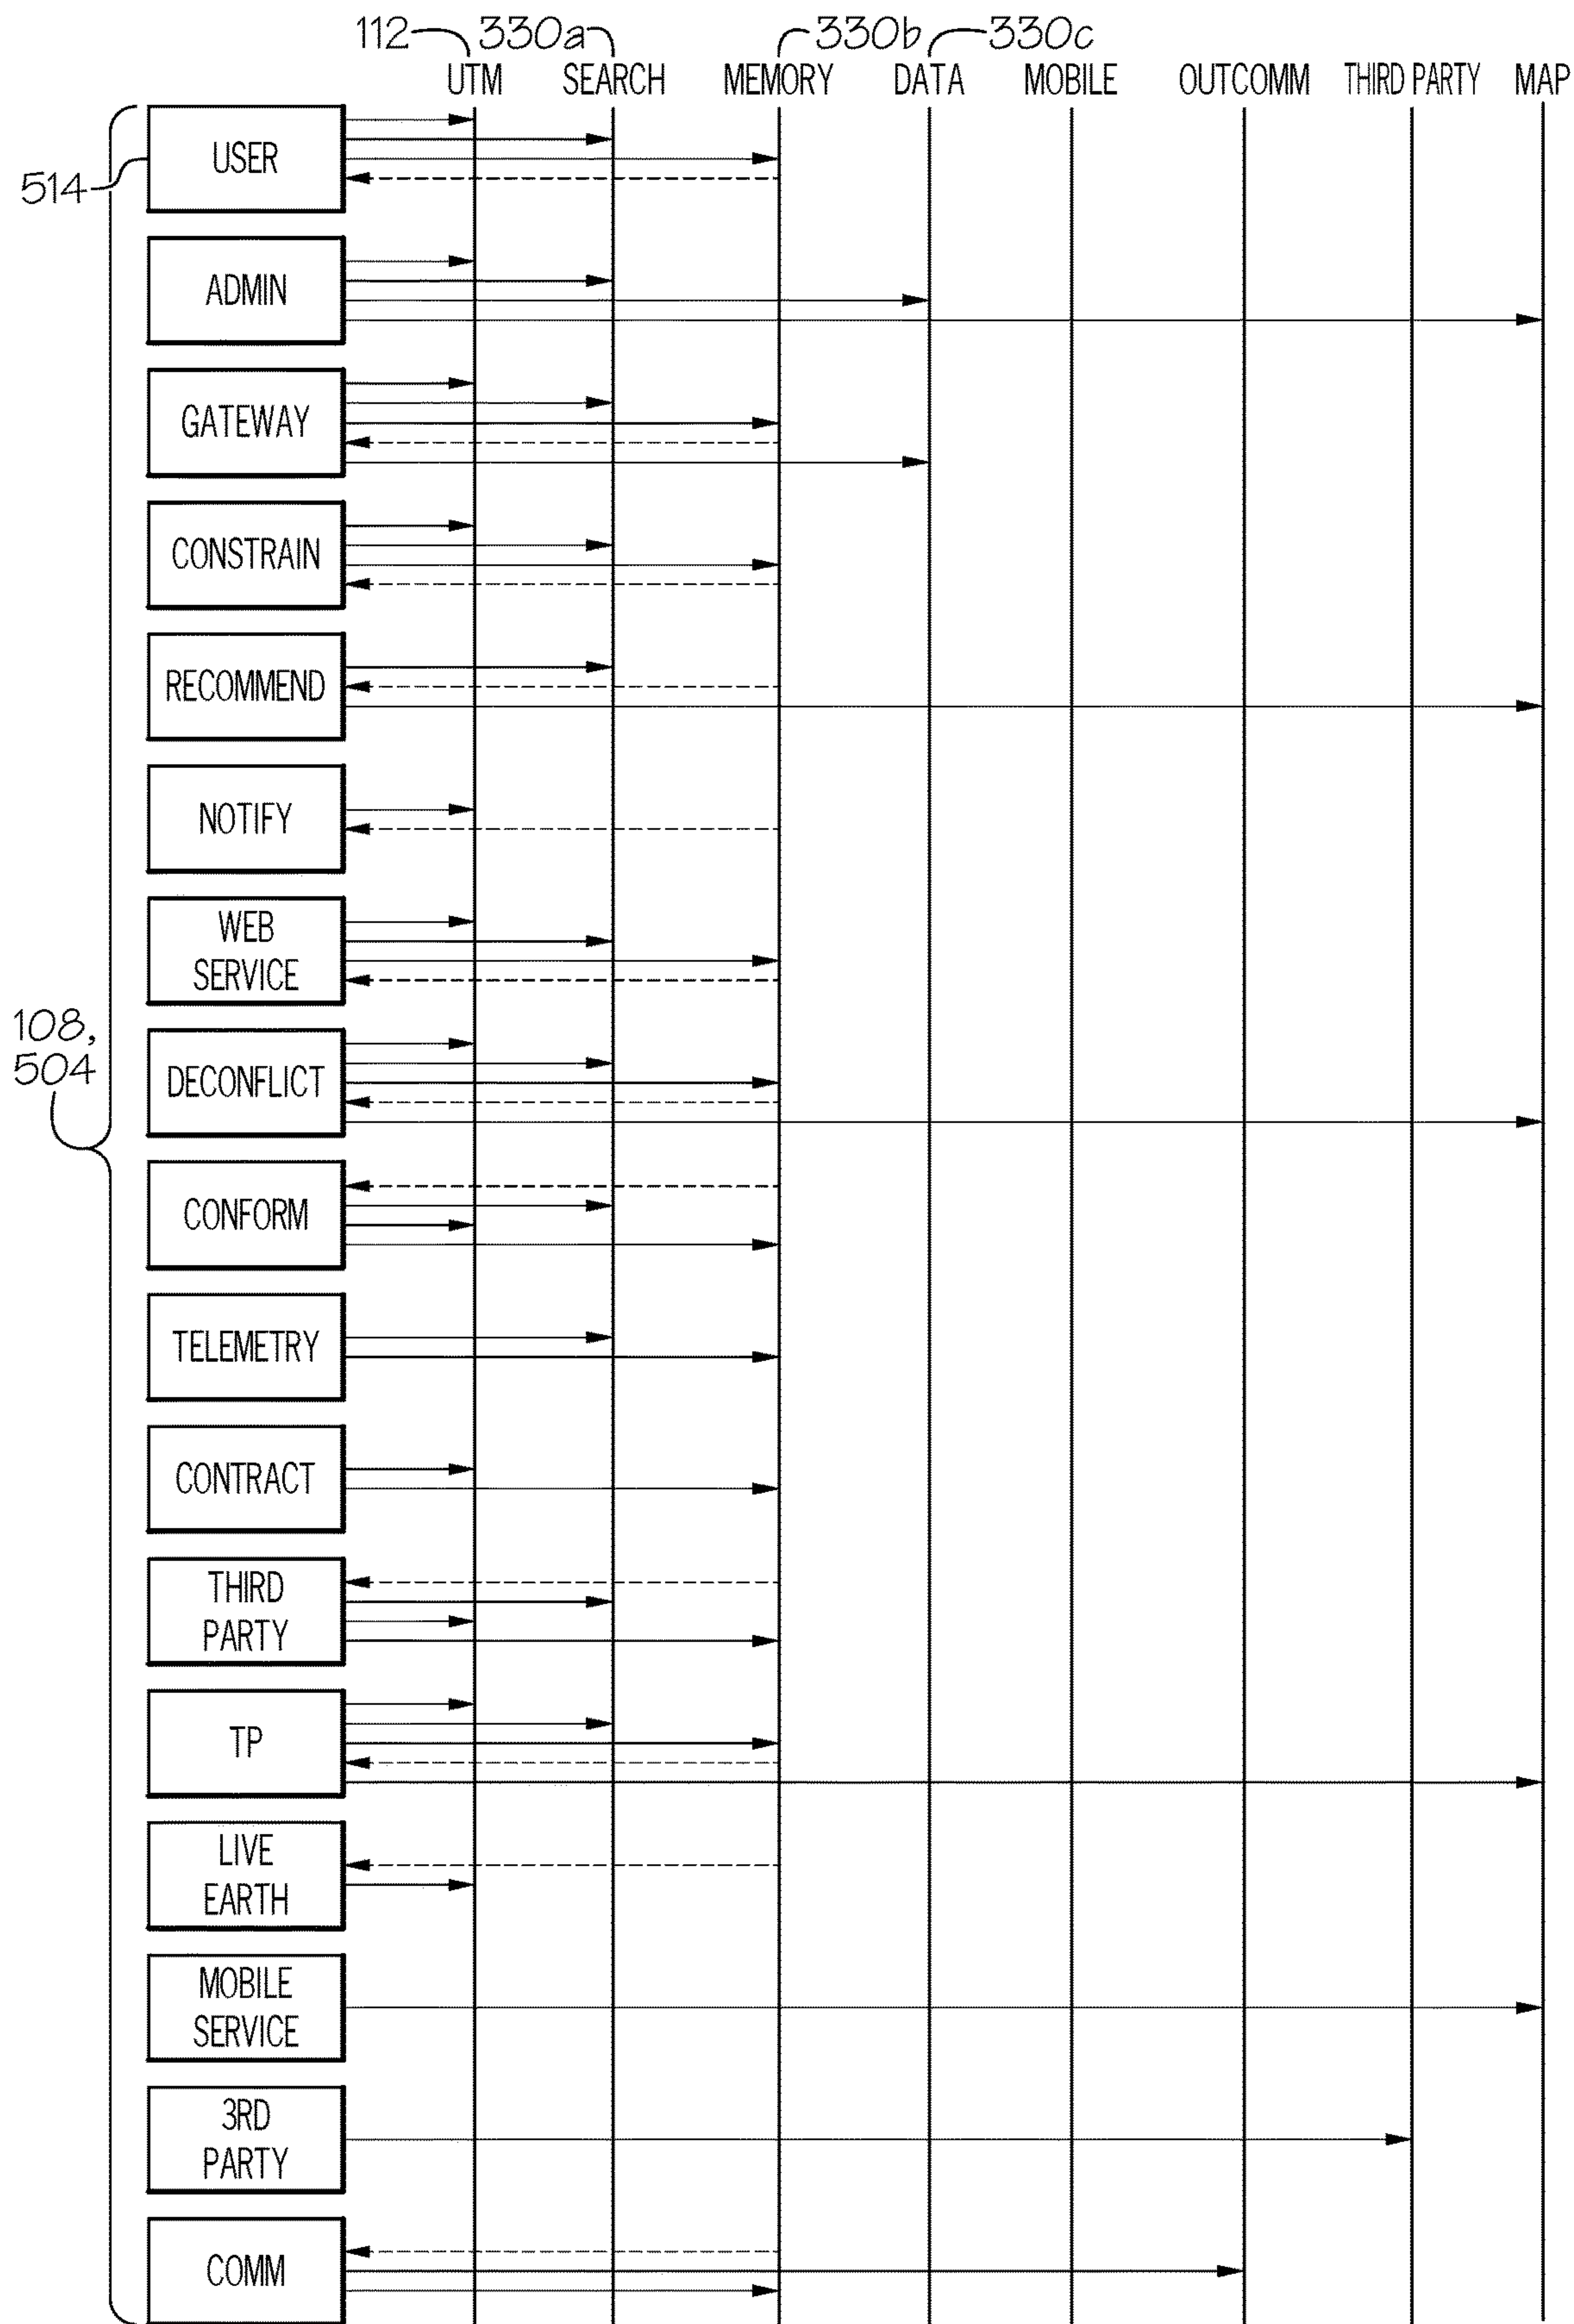 112 330a 330b 330c
UTM SEARCH MEMORY DATA MOBILE OUTCOMM THIRD PARTY MAP
USER
514
ADMIN
GATEWAY
CONSTRAIN
RECOMMEND
NOTIFY
WEB
SERVICE
108,
504
DECONFLICT
CONFORM
TELEMETRY
CONTRACT
THIRD
PARTY
TP
LIVE
EARTH
MOBILE
SERVICE
3RD
PARTY
COMM